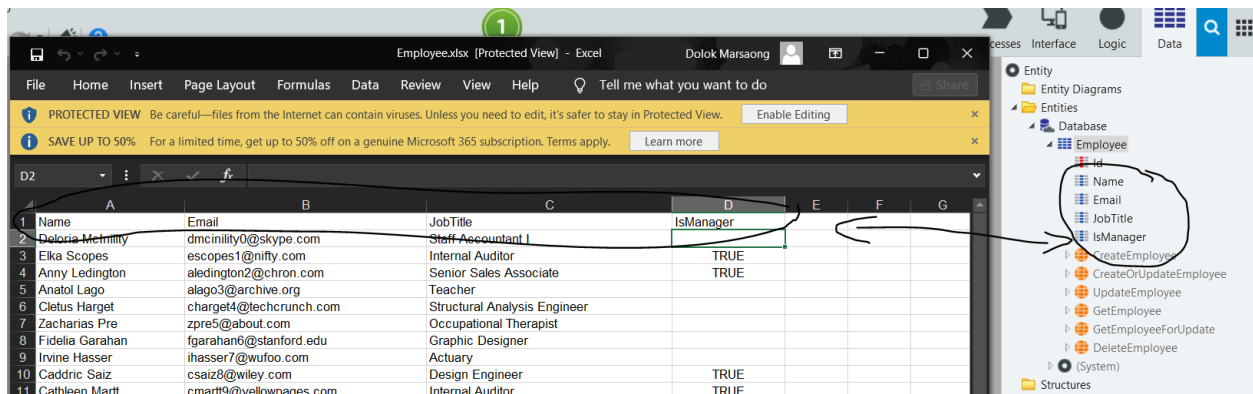 1
Employee.xlsx [Protected View] - Excel
Dolok Marsaong
File Home Insert Page Layout Formulas Data Review View Help Tell me what you want to do Share
PROTECTED VIEW Be careful—files from the Internet can contain viruses. Unless you need to edit, it's safer to stay in Protected View. Enable Editing
SAVE UP TO 50% For a limited time, get up to 50% off on a genuine Microsoft 365 subscription. Terms apply. Learn more
D2 fx
A B C D E F G
1 Name Email JobTitle IsManager
2 Deloria McInility dmcinility0@skype.com Staff Accountant I
3 Elka Scopes escopes1@nifty.com Internal Auditor TRUE
4 Anny Ledington aledington2@chron.com Senior Sales Associate TRUE
5 Anatol Lago alago3@archive.org Teacher
6 Cletus Harget charget4@techcrunch.com Structural Analysis Engineer
7 Zacharias Pre zpre5@about.com Occupational Therapist
8 Fidelia Garahan fgarahan6@stanford.edu Graphic Designer
9 Irvine Hasser ihasser7@wufoo.com Actuary
10 Caddric Saiz csaiz8@wiley.com Design Engineer TRUE
11 Cathleen Martt cmartt9@yellowpages.com Internal Auditor TRUE
cesses Interface Logic Data
Entity
Entity Diagrams
Entities
Database
Employee
Id
Name
Email
JobTitle
IsManager
CreateEmployee
CreateOrUpdateEmployee
UpdateEmployee
GetEmployee
GetEmployeeForUpdate
DeleteEmployee
(System)
Structures